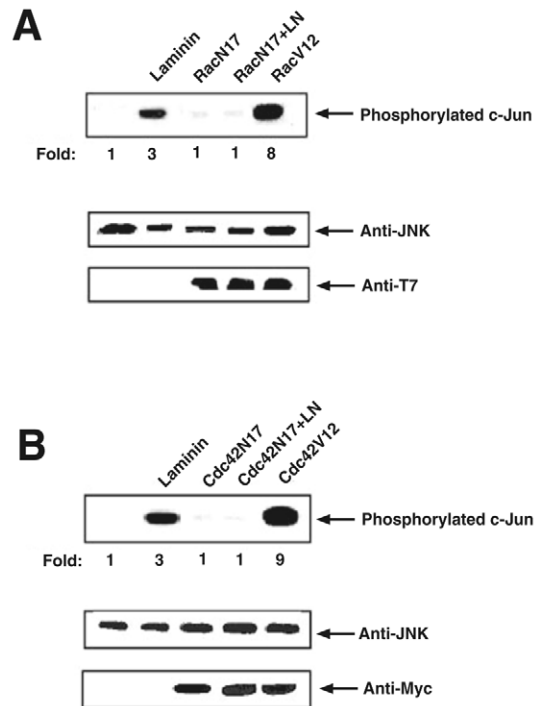 A
Laminin
RacN17
RacN17+LN
RacV12
Phosphorylated c-Jun
Fold: 1 3 1 1 8
Anti-JNK
Anti-T7
B
Laminin
Cdc42N17
Cdc42N17+LN
Cdc42V12
Phosphorylated c-Jun
Fold: 1 3 1 1 9
Anti-JNK
Anti-Myc